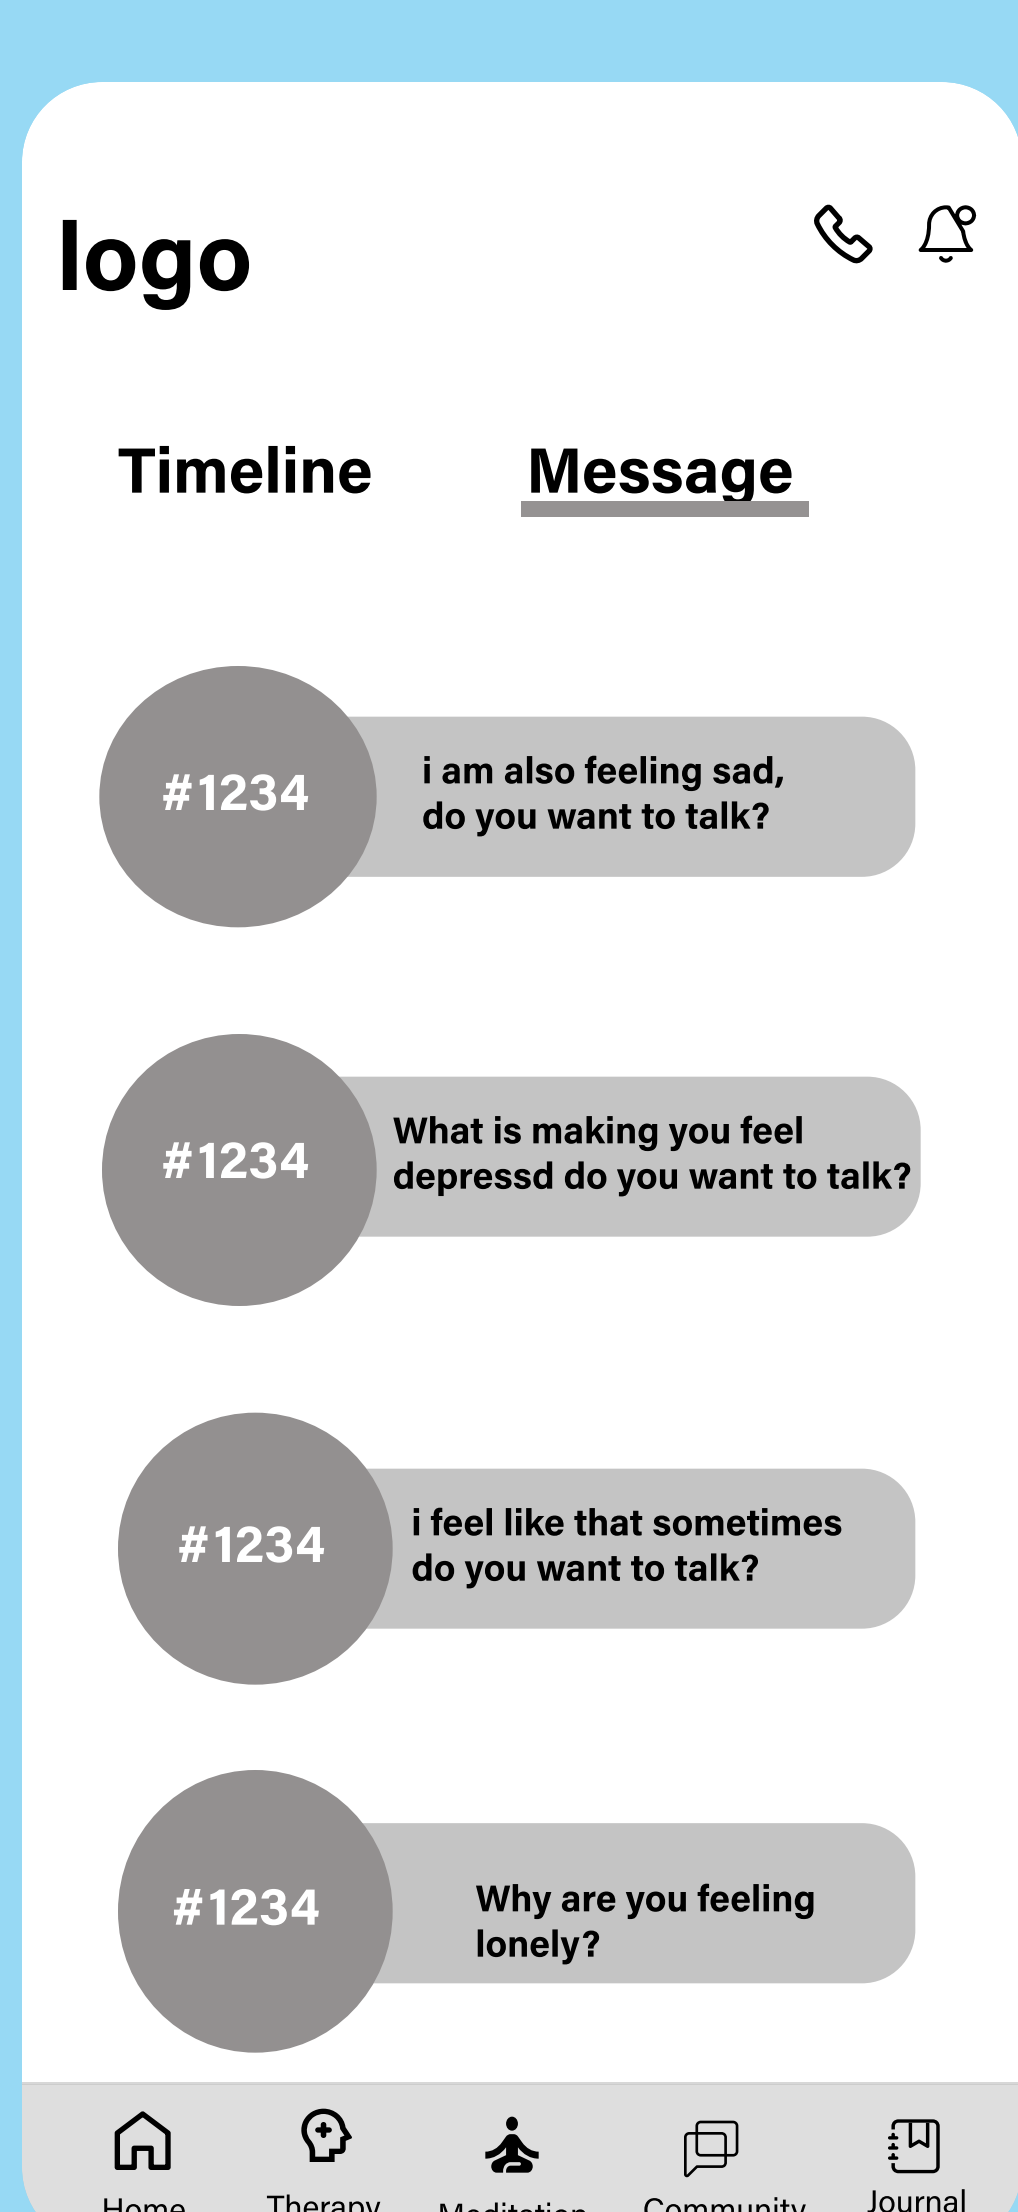 logo
Timeline
Message
#1234
i am also feeling sad,
do you want to talk?
#1234
What is making you feel
depressd do you want to talk?
#1234
i feel like that sometimes
do you want to talk?
#1234
Why are you feeling
lonely?
Home
Therapy
Meditation
Community
Journal